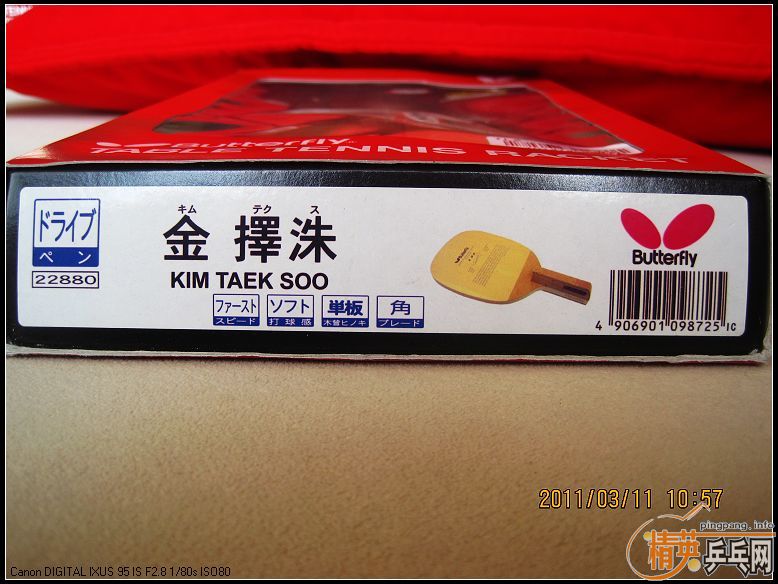 Butterfly
TABLE TENNIS RACKET
ドライブ
ペン
22880
キム テク ス
金 擇洙
KIM TAEK SOO
ファースト
スピード
ソフト
打球感
単板
木曽ヒノキ
角
ブレード
Butterfly
4 906901 098725 IC
2011/03/11 10:57
pingpang.info
精英乒乓网
Canon DIGITAL IXUS 95 IS F2.8 1/80s ISO80